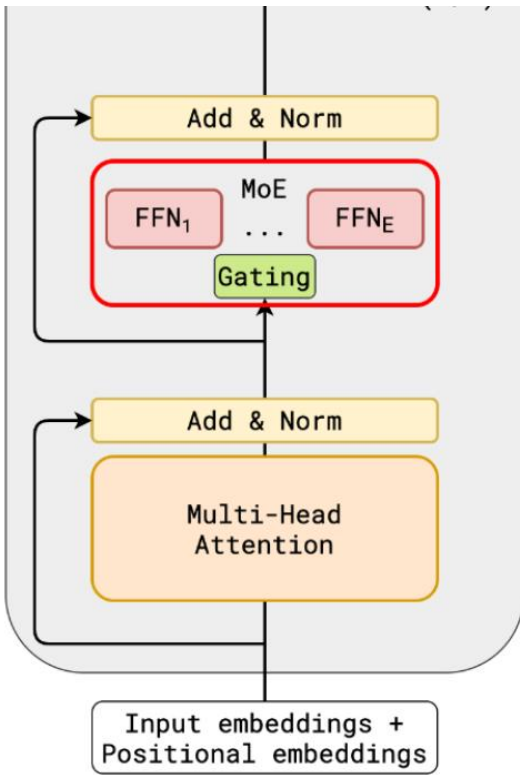 Add & Norm
MoE
FFN₁ ... FFNE
Gating
Add & Norm
Multi-Head
Attention
Input embeddings +
Positional embeddings